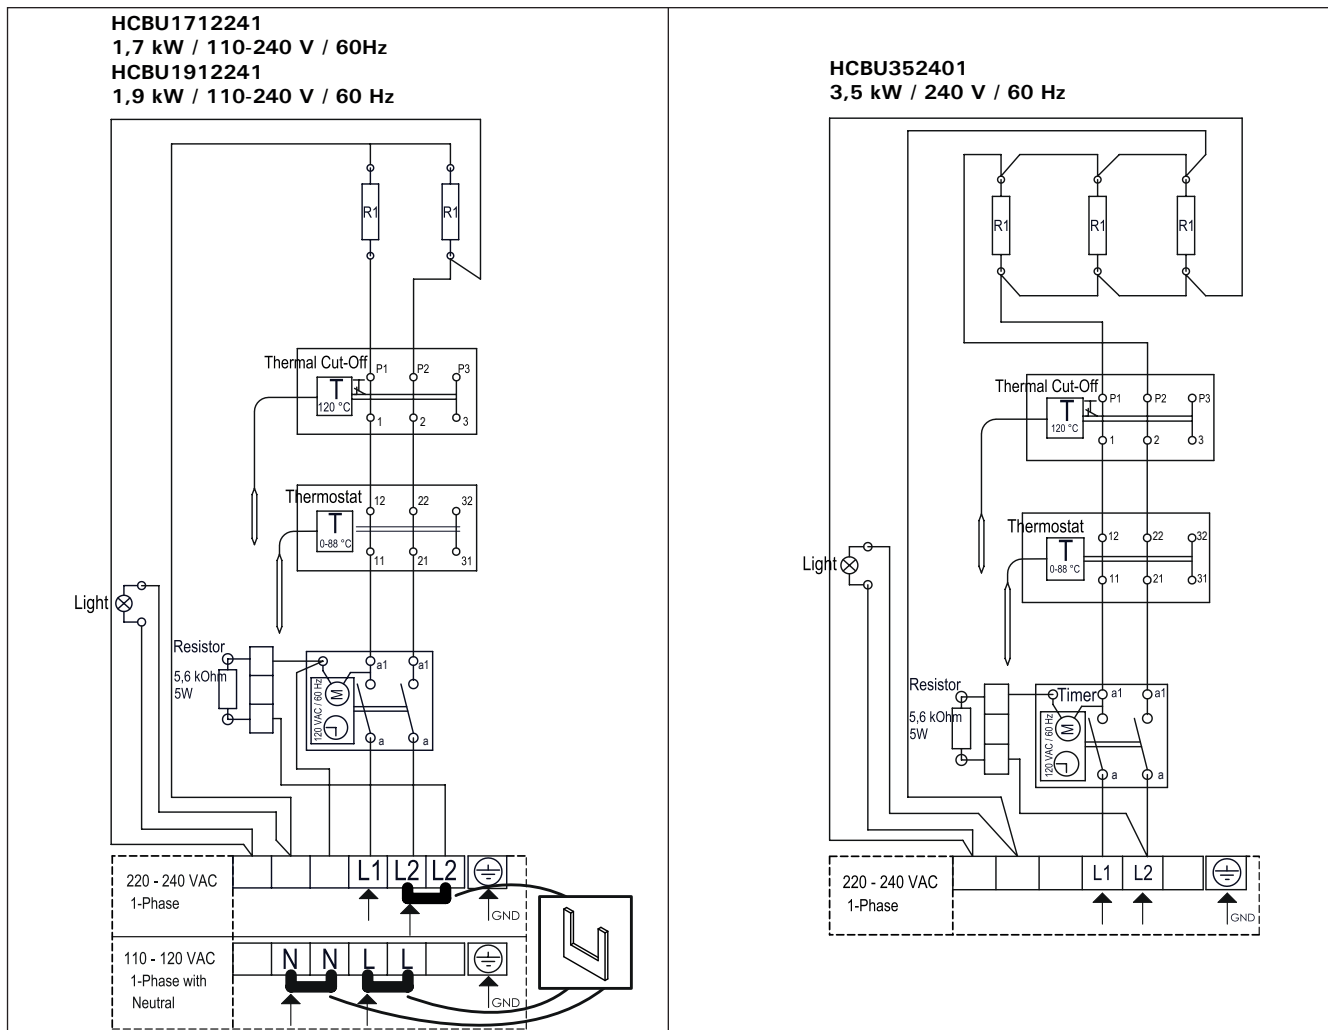 HCBU1712241
1,7 kW / 110-240 V / 60Hz
HCBU1912241
1,9 kW / 110-240 V / 60 Hz
R1 R1
Thermal Cut-Off
P1 P2 P3
T
120 °C
1 2 3
Thermostat
12 22 32
T
0-88 °C
11 21 31
Light
Resistor
5,6 kOhm
5W
a1 a1
120 VAC / 60 Hz
M
a a
220 - 240 VAC
1-Phase
L1 L2 L2
GND
110 - 120 VAC
1-Phase with
Neutral
N N L L
GND
HCBU352401
3,5 kW / 240 V / 60 Hz
R1 R1 R1
Thermal Cut-Off
P1 P2 P3
T
120 °C
1 2 3
Thermostat
12 22 32
T
0-88 °C
11 21 31
Light
Resistor
5,6 kOhm
5W
Timer
a1 a1
120 VAC / 60 Hz
M
a a
220 - 240 VAC
1-Phase
L1 L2
GND